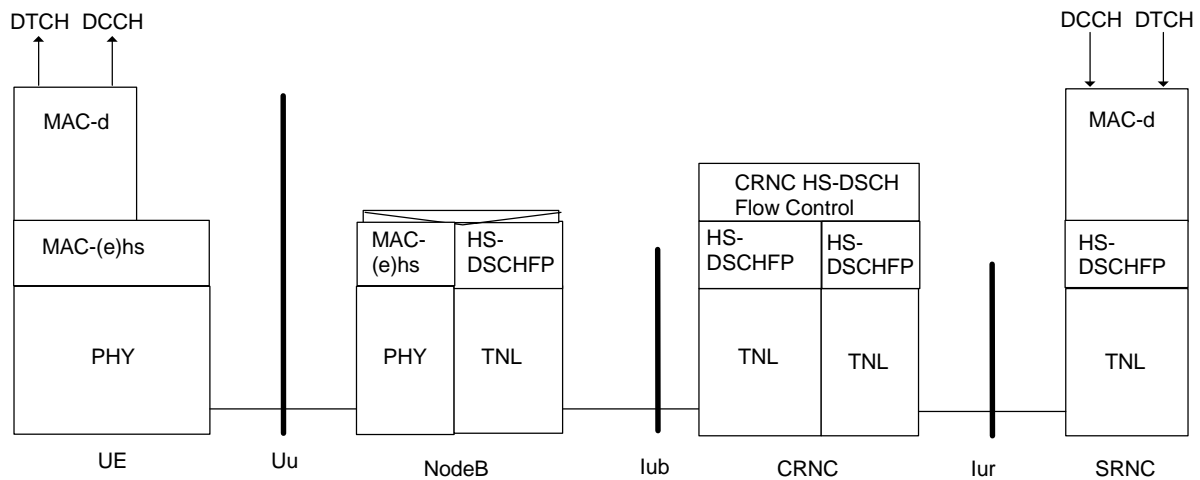 DTCH DCCH
DCCH DTCH
MAC-d
MAC-d
CRNC HS-DSCH
Flow Control
MAC-(e)hs
MAC-
(e)hs
HS-
DSCHFP
HS-
DSCHFP
HS-
DSCHFP
HS-
DSCHFP
PHY
PHY
TNL
TNL
TNL
TNL
UE
Uu
NodeB
Iub
CRNC
Iur
SRNC